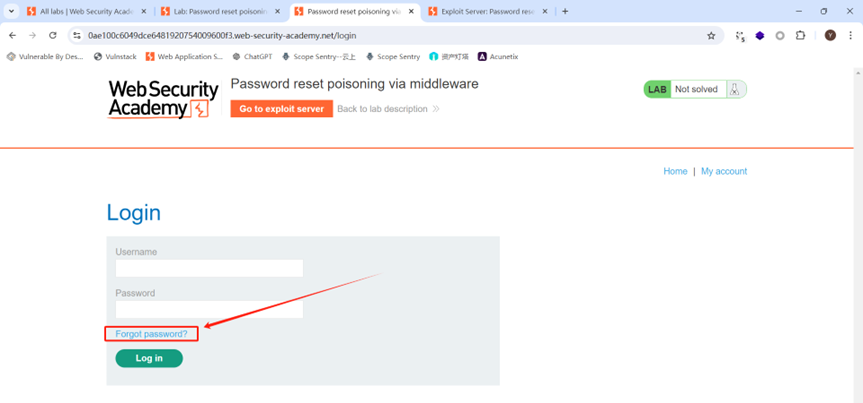 All labs | Web Security Acade
Lab: Password reset poisoning
Password reset poisoning via
Exploit Server: Password rese
0ae100c6049dce6481920754009600f3.web-security-academy.net/login
Vulnerable By Des...
Vulnstack
Web Application S...
ChatGPT
Scope Sentry--云上
Scope Sentry
资产灯塔
Acunetix
Web Security
Academy
Password reset poisoning via middleware
Go to exploit server
Back to lab description
LAB
Not solved
Home | My account
Login
Username
Password
Forgot password?
Log in